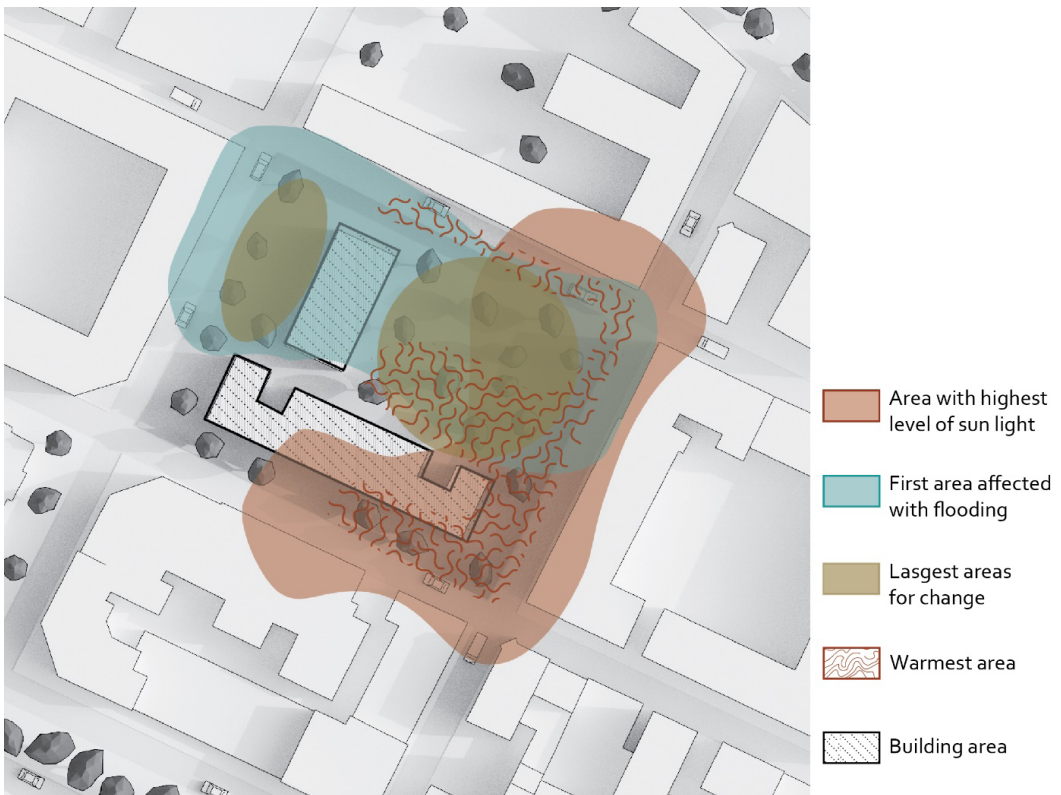 Area with highest
level of sun light
First area affected
with flooding
Lasgest areas
for change
Warmest area
Building area